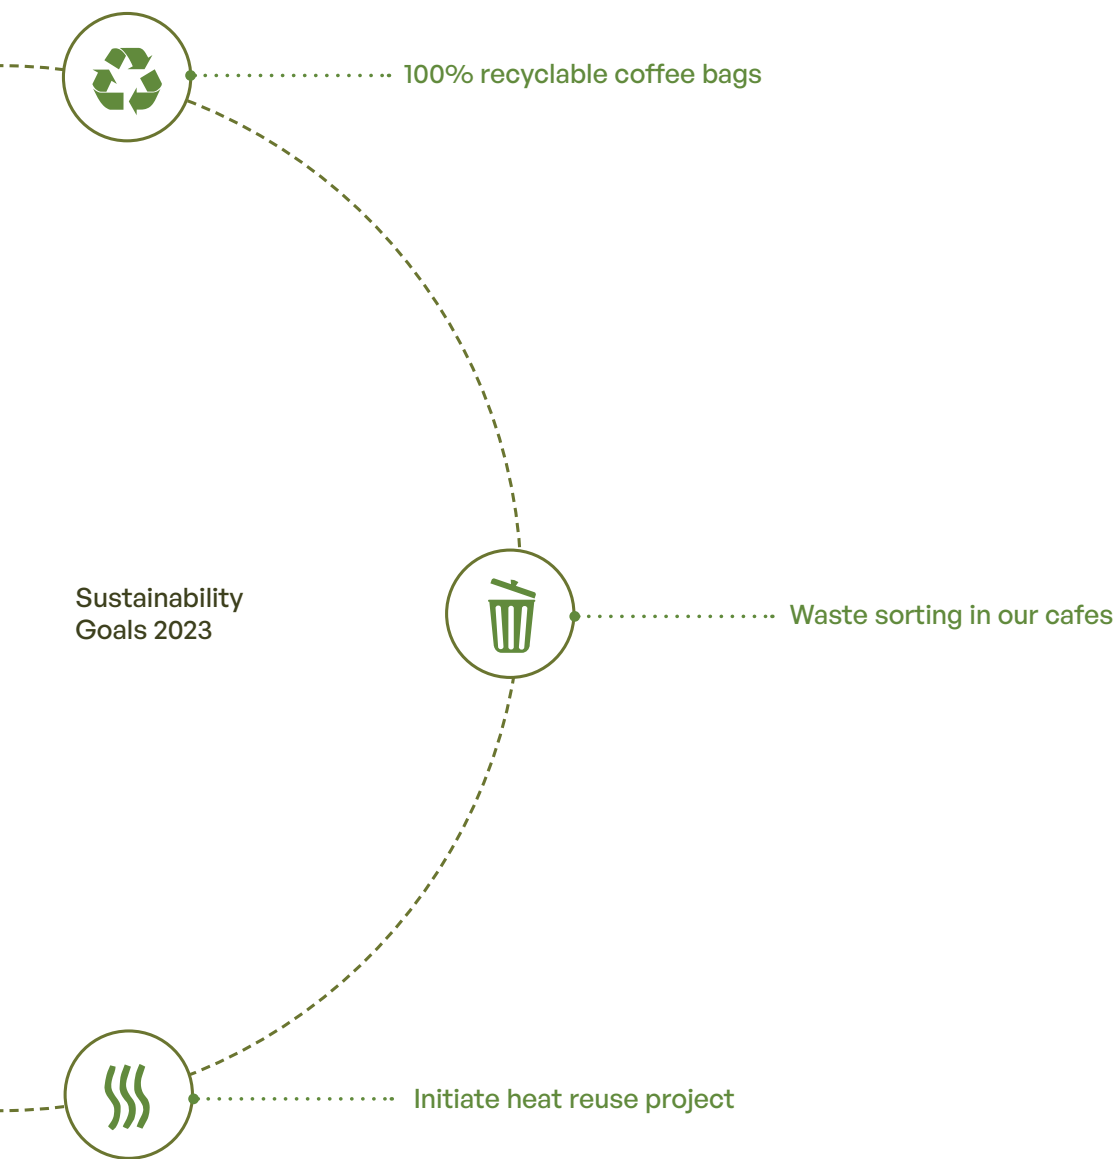 100% recyclable coffee bags
Sustainability
Goals 2023
Waste sorting in our cafes
Initiate heat reuse project